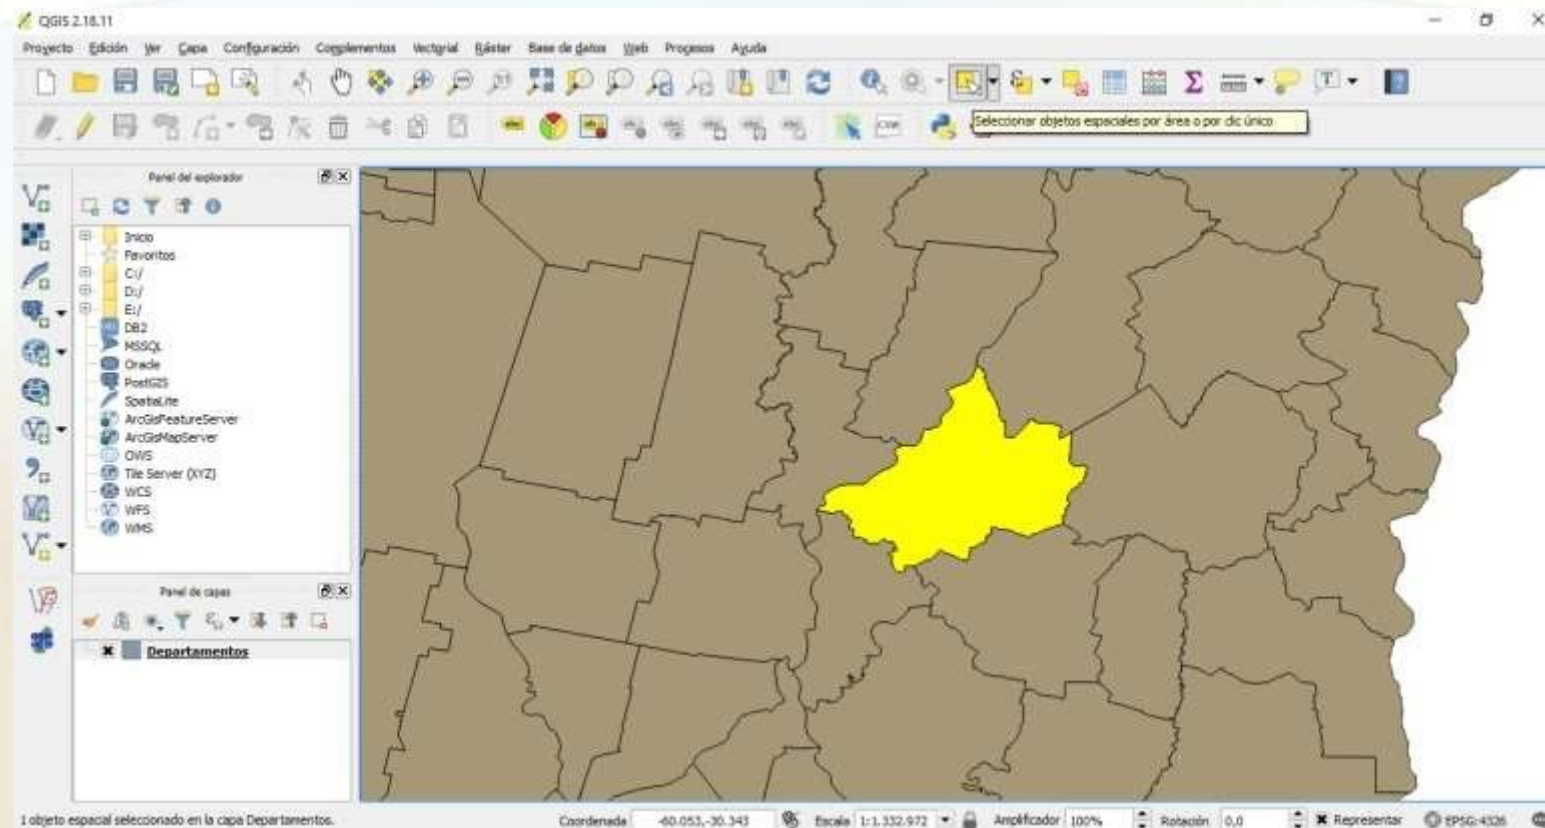 QGIS 2.18.11
Proyecto Edición Ver Capa Configuración Complementos Vectorial Ráster Base de datos Web Procesos Ayuda
Seleccionar objetos espaciales por área o por clic único
Panel del explorador
Inicio
Favoritos
C:/
D:/
E:/
DB2
MSSQL
Oracle
PostGIS
SpatiaLite
ArcGisFeatureServer
ArcGisMapServer
OWS
Tile Server (XYZ)
WCS
WFS
WMS
Panel de capas
Departamentos
1 objeto espacial seleccionado en la capa Departamentos.
Coordenada -60.053,-30.343 Escala 1:1.332.972 Amplificador 100% Rotación 0,0 Representar EPSG:4326